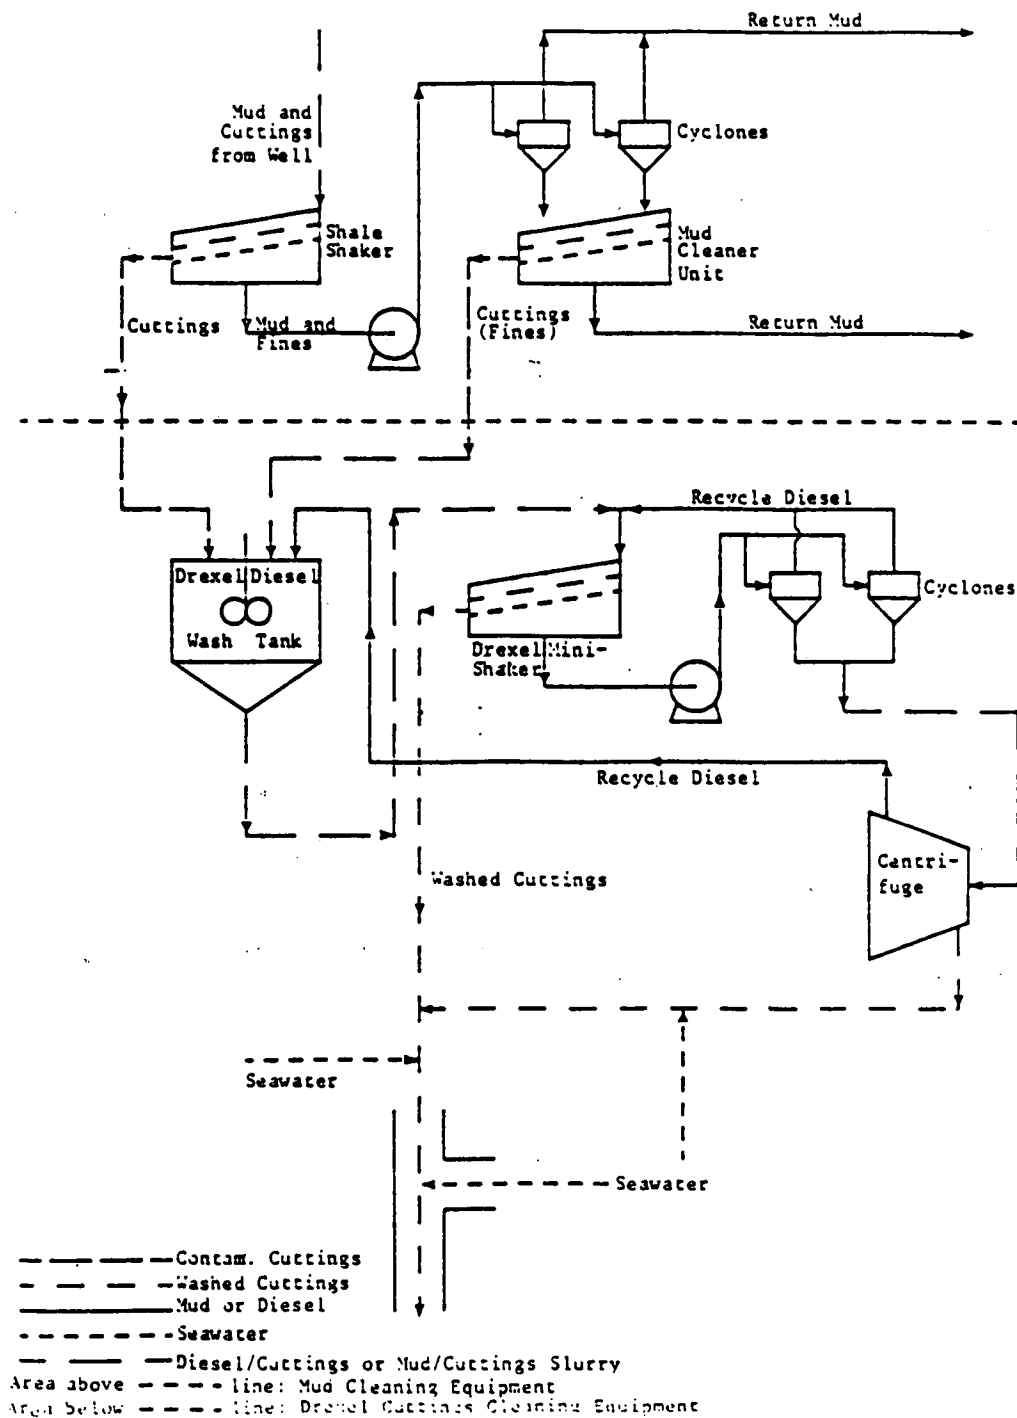 Return Mud
Mud and
Cuttings
from Well
Cyclones
Shale
Shaker
Mud
Cleaner
Unit
Cuttings
Mud and
Fines
Cuttings
(Fines)
Return Mud
Recycle Diesel
Drexel Diesel
Wash Tank
Cyclones
Drexel Mini-
Shaker
Recycle Diesel
Centri-
fuge
Washed Cuttings
Seawater
Seawater
Contam. Cuttings
Washed Cuttings
Mud or Diesel
Seawater
Diesel/Cuttings or Mud/Cuttings Slurry
Area above - - - - - line: Mud Cleaning Equipment
Area below - - - - - line: Drexel Cuttings Cleaning Equipment